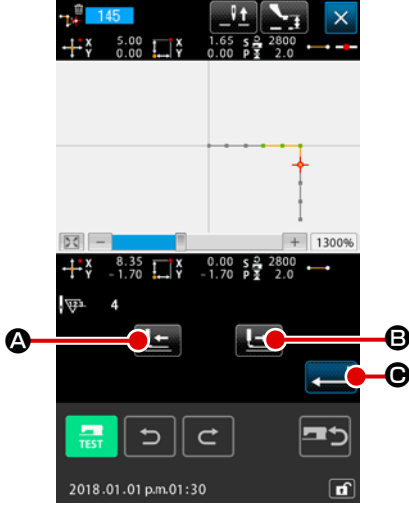 145
X 5.00 X 1.65 S 2800
Y 0.00 Y 0.00 P 2.0
1300%
X 8.35 X 0.00 S 2800
Y -1.70 Y -1.70 P 2.0
123. 4
A B
C
TEST
2018.01.01 p.m.01:30